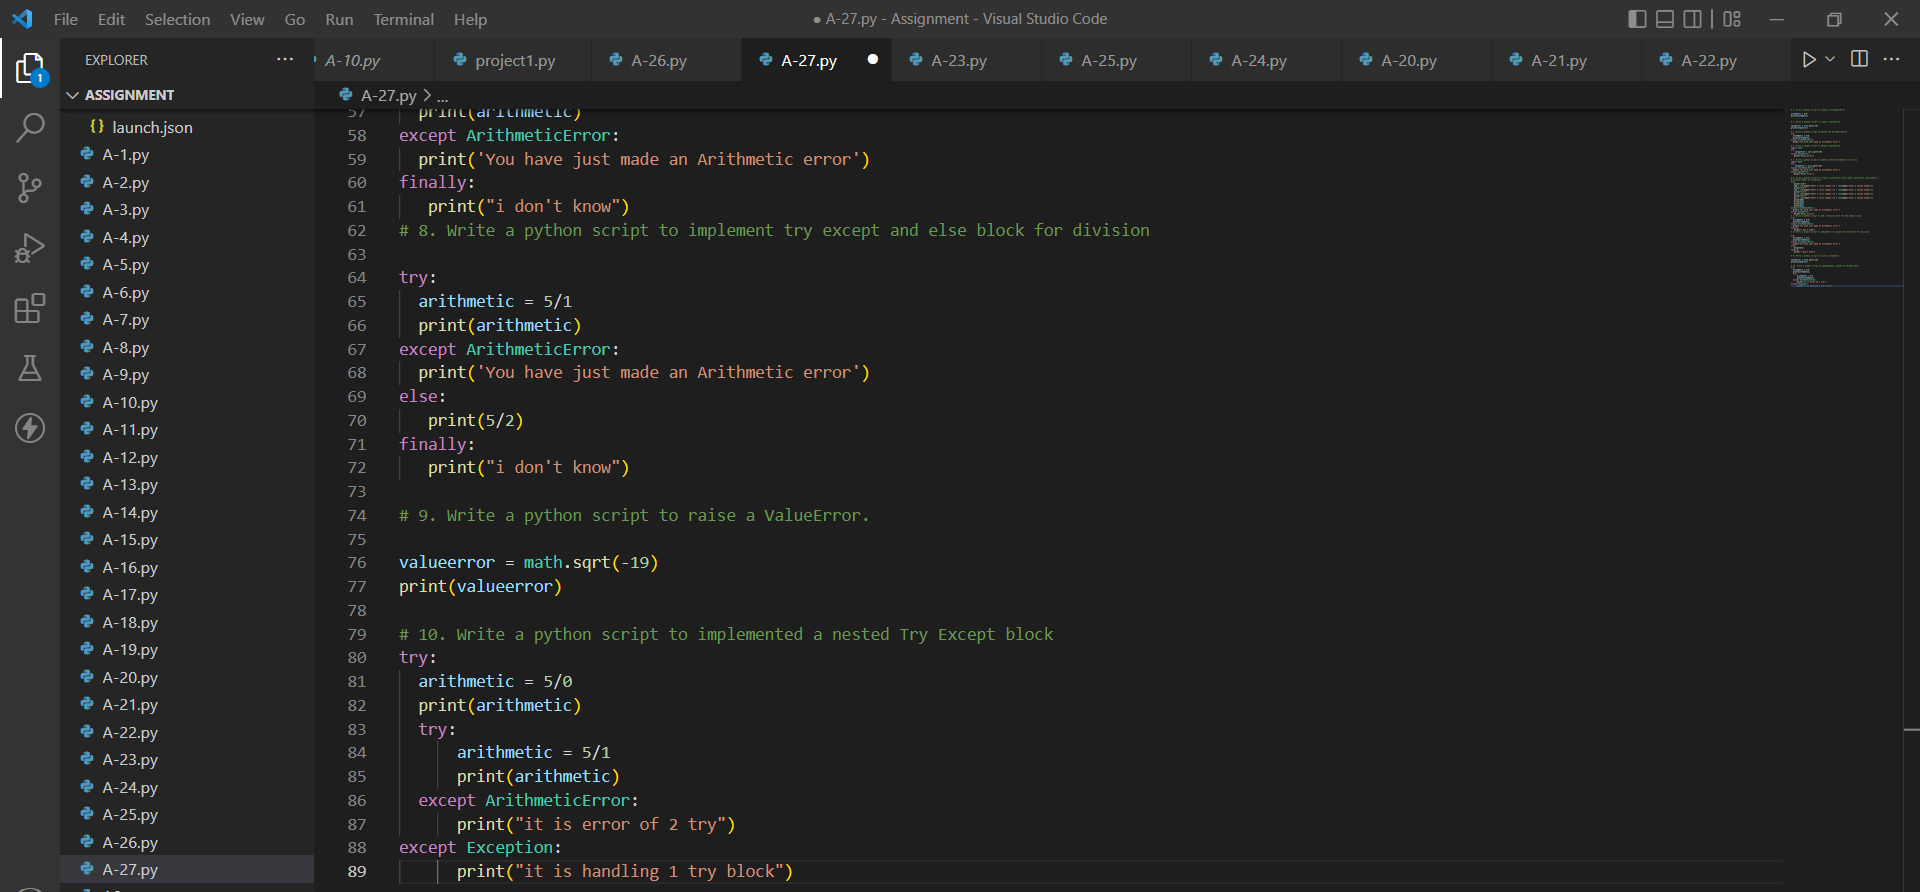 File Edit Selection View Go Run Terminal Help
● A-27.py - Assignment - Visual Studio Code
EXPLORER ...
A-10.py project1.py A-26.py A-27.py A-23.py A-25.py A-24.py A-20.py A-21.py A-22.py
1
ASSIGNMENT
{} launch.json
A-1.py
A-2.py
A-3.py
A-4.py
A-5.py
A-6.py
A-7.py
A-8.py
A-9.py
A-10.py
A-11.py
A-12.py
A-13.py
A-14.py
A-15.py
A-16.py
A-17.py
A-18.py
A-19.py
A-20.py
A-21.py
A-22.py
A-23.py
A-24.py
A-25.py
A-26.py
A-27.py
A-27.py > ...
57 print(arithmetic)
58 except ArithmeticError:
59 print('You have just made an Arithmetic error')
60 finally:
61 print("i don't know")
62 # 8. Write a python script to implement try except and else block for division
63
64 try:
65 arithmetic = 5/1
66 print(arithmetic)
67 except ArithmeticError:
68 print('You have just made an Arithmetic error')
69 else:
70 print(5/2)
71 finally:
72 print("i don't know")
73
74 # 9. Write a python script to raise a ValueError.
75
76 valueerror = math.sqrt(-19)
77 print(valueerror)
78
79 # 10. Write a python script to implemented a nested Try Except block
80 try:
81 arithmetic = 5/0
82 print(arithmetic)
83 try:
84 arithmetic = 5/1
85 print(arithmetic)
86 except ArithmeticError:
87 print("it is error of 2 try")
88 except Exception:
89 print("it is handling 1 try block")